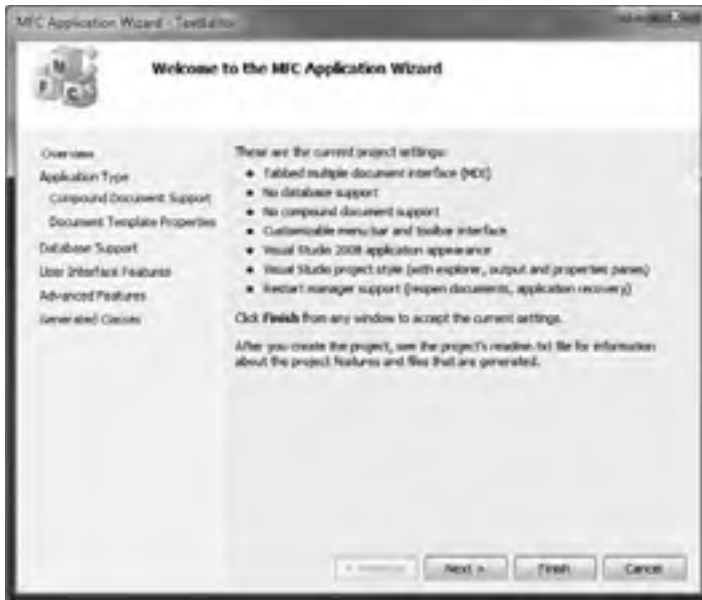 MFC Application Wizard - TextEditor
M
F
C
Welcome to the MFC Application Wizard
Overview
Application Type
Compound Document Support
Document Template Properties
Database Support
User Interface Features
Advanced Features
Generated Classes
These are the current project settings:
• Tabbed multiple document interface (MDI)
• No database support
• No compound document support
• Customizable menu bar and toolbar interface
• Visual Studio 2008 application appearance
• Visual Studio project style (with explorer, output and properties panes)
• Restart manager support (reopen documents, application recovery)
Click Finish from any window to accept the current settings.
After you create the project, see the project's readme.txt file for information
about the project features and files that are generated.
Next >
Finish
Cancel